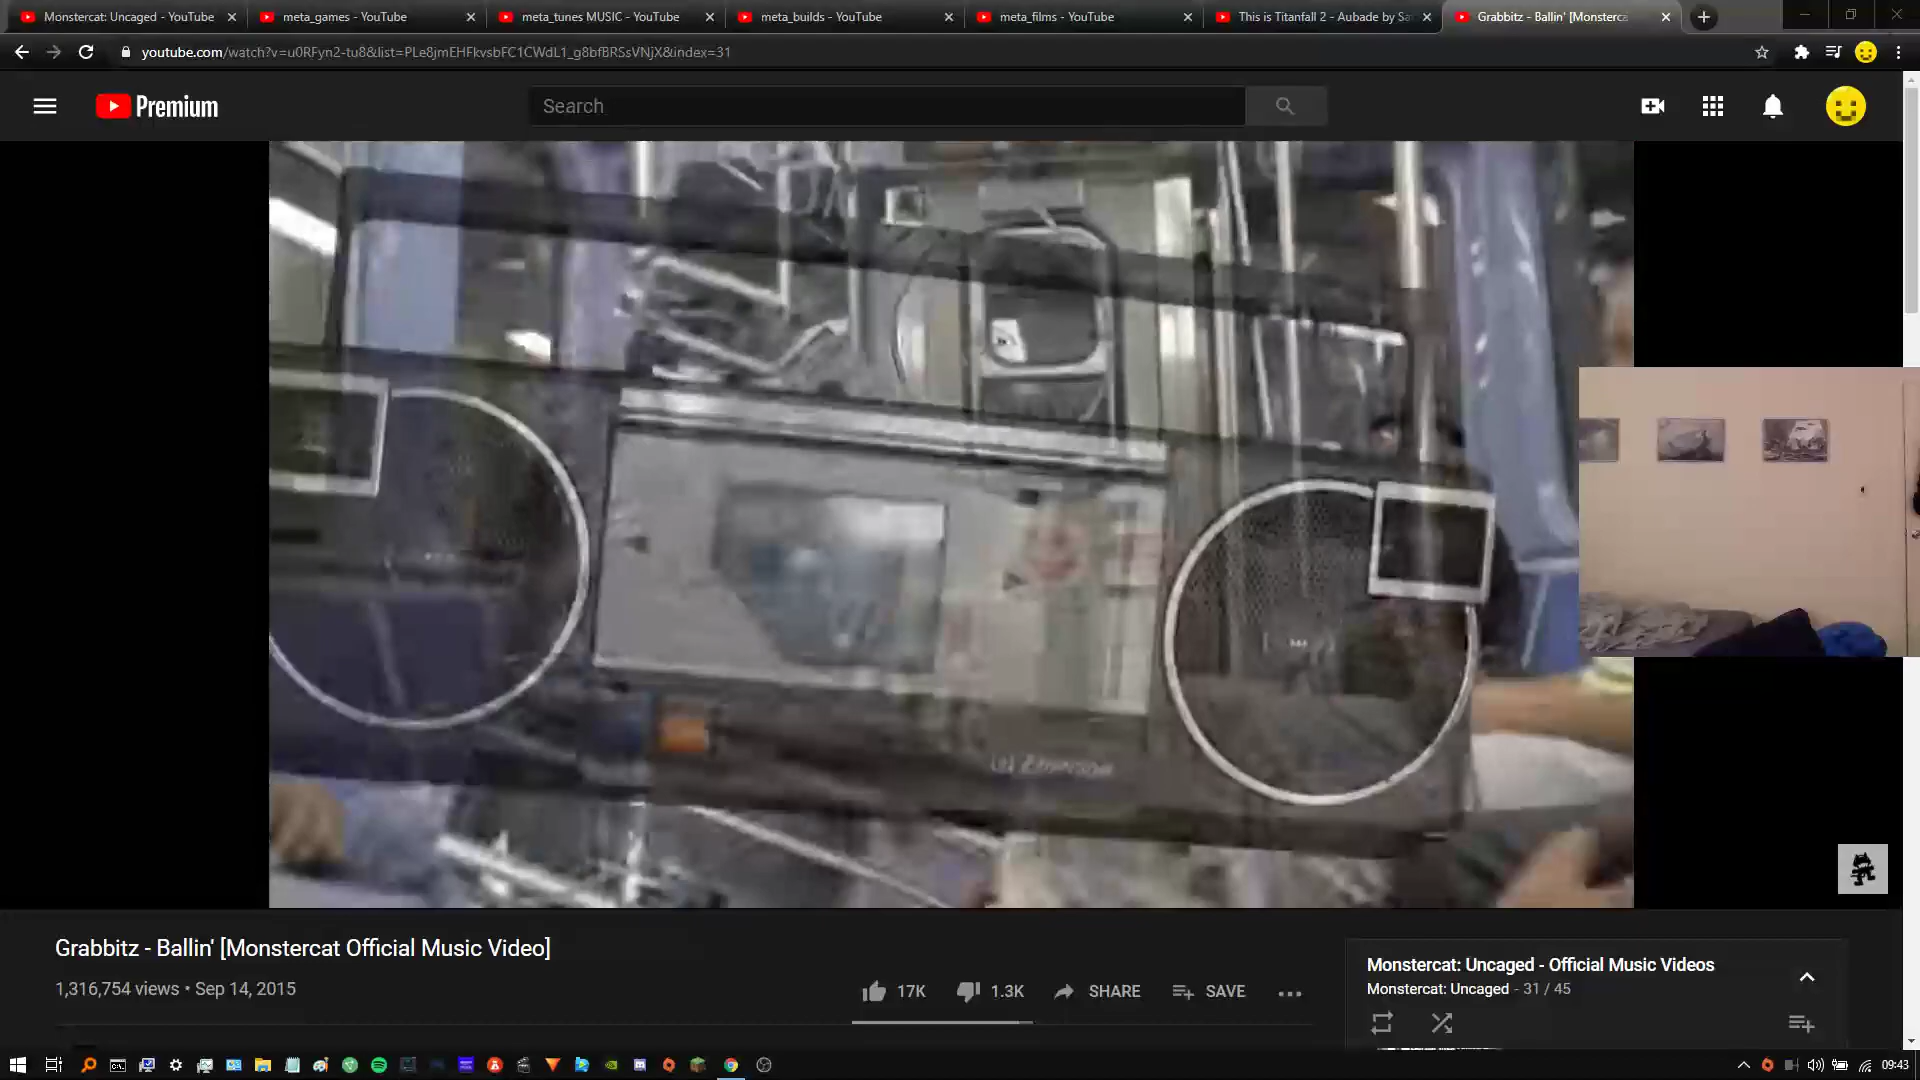 Monstercat: Uncaged - YouTube
meta_games - YouTube
meta_tunes MUSIC - YouTube
meta_builds - YouTube
meta_films - YouTube
This is Titanfall 2 - Aubade by Sa
Grabbitz - Ballin' [Monsterca
youtube.com/watch?v=u0RFyn2-tu8&list=PLe8jmEHFkvsbFC1CWdL1_g8bfBRSsVNjX&index=31
Premium
Search
Emerson
Grabbitz - Ballin' [Monstercat Official Music Video]
1,316,754 views • Sep 14, 2015
17K
1.3K
SHARE
SAVE
Monstercat: Uncaged - Official Music Videos
Monstercat: Uncaged - 31 / 45
09:43